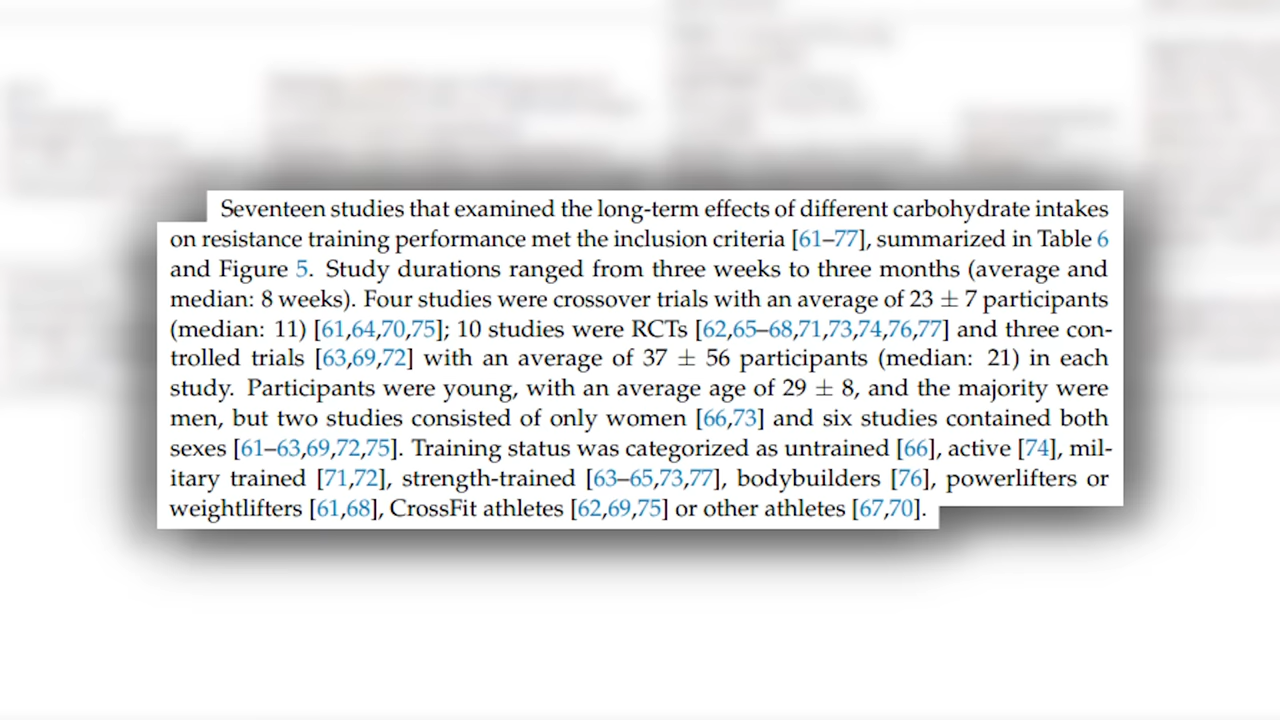 Seventeen studies that examined the long-term effects of different carbohydrate intakes
on resistance training performance met the inclusion criteria [61–77], summarized in Table 6
and Figure 5. Study durations ranged from three weeks to three months (average and
median: 8 weeks). Four studies were crossover trials with an average of 23 ± 7 participants
(median: 11) [61,64,70,75]; 10 studies were RCTs [62,65–68,71,73,74,76,77] and three con-
trolled trials [63,69,72] with an average of 37 ± 56 participants (median: 21) in each
study. Participants were young, with an average age of 29 ± 8, and the majority were
men, but two studies consisted of only women [66,73] and six studies contained both
sexes [61–63,69,72,75]. Training status was categorized as untrained [66], active [74], mil-
itary trained [71,72], strength-trained [63–65,73,77], bodybuilders [76], powerlifters or
weightlifters [61,68], CrossFit athletes [62,69,75] or other athletes [67,70].